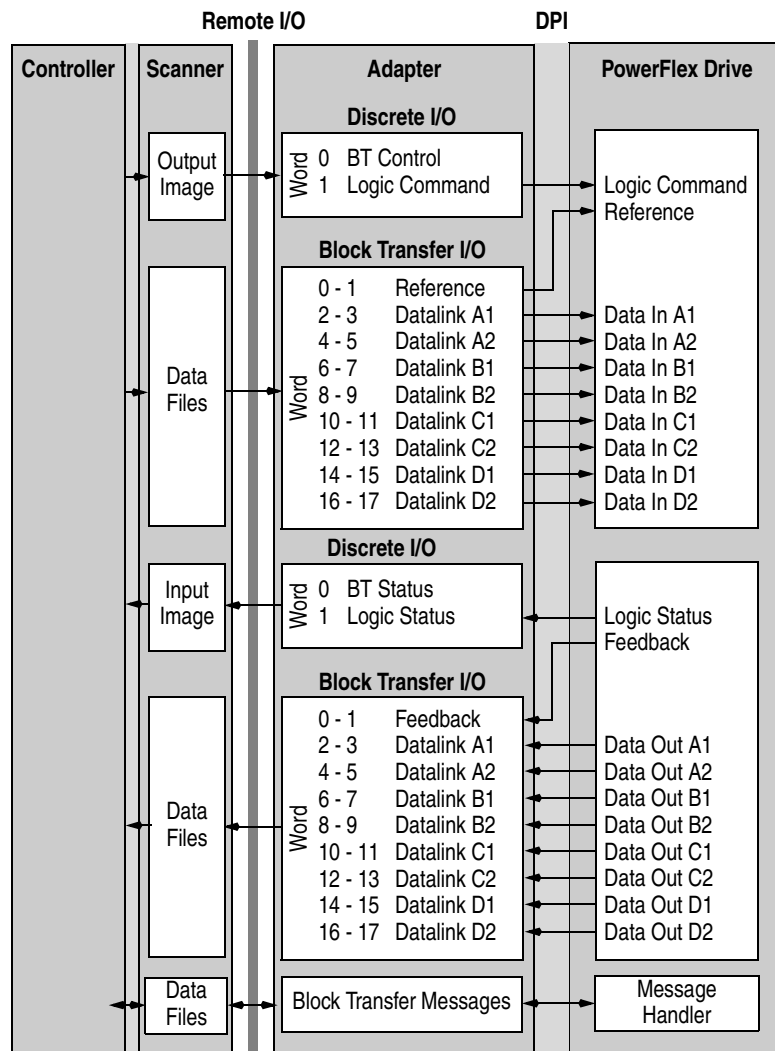 Remote I/O DPI
Controller Scanner Adapter PowerFlex Drive
Discrete I/O
Output
Image
Word
0 BT Control
1 Logic Command
Logic Command
Reference
Block Transfer I/O
Data
Files
Word
0 - 1 Reference
2 - 3 Datalink A1 Data In A1
4 - 5 Datalink A2 Data In A2
6 - 7 Datalink B1 Data In B1
8 - 9 Datalink B2 Data In B2
10 - 11 Datalink C1 Data In C1
12 - 13 Datalink C2 Data In C2
14 - 15 Datalink D1 Data In D1
16 - 17 Datalink D2 Data In D2
Discrete I/O
Input
Image
Word
0 BT Status
1 Logic Status
Logic Status
Feedback
Block Transfer I/O
Data
Files
Word
0 - 1 Feedback
2 - 3 Datalink A1 Data Out A1
4 - 5 Datalink A2 Data Out A2
6 - 7 Datalink B1 Data Out B1
8 - 9 Datalink B2 Data Out B2
10 - 11 Datalink C1 Data Out C1
12 - 13 Datalink C2 Data Out C2
14 - 15 Datalink D1 Data Out D1
16 - 17 Datalink D2 Data Out D2
Data
Files
Block Transfer Messages
Message
Handler